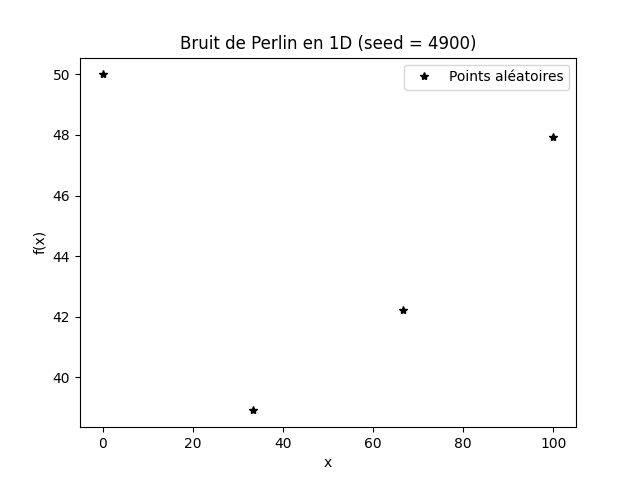 Bruit de Perlin en 1D (seed = 4900)
Points aléatoires
50
48
46
44
42
40
f(x)
0 20 40 60 80 100
x